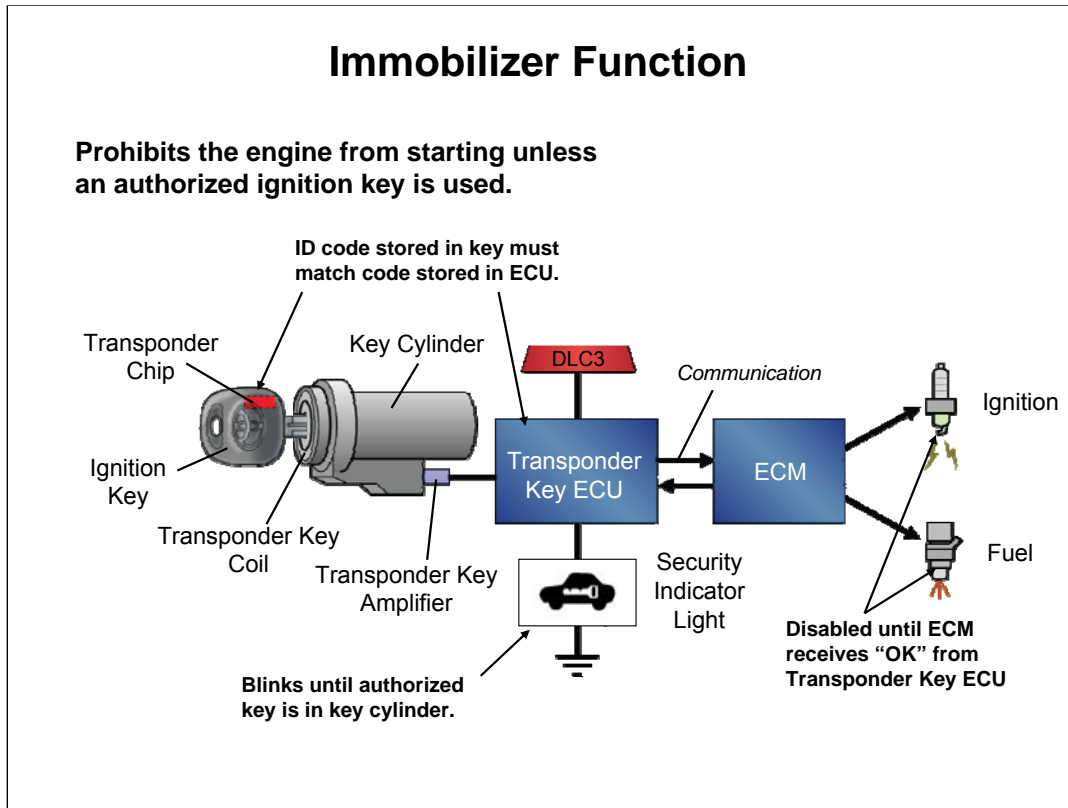 Immobilizer Function
Prohibits the engine from starting unless
an authorized ignition key is used.
ID code stored in key must
match code stored in ECU.
Transponder
Chip
Key Cylinder
DLC3
Communication
Ignition
Ignition
Key
Transponder
Key ECU
ECM
Transponder Key
Coil
Transponder Key
Amplifier
Security
Indicator
Light
Fuel
Disabled until ECM
receives “OK” from
Transponder Key ECU
Blinks until authorized
key is in key cylinder.